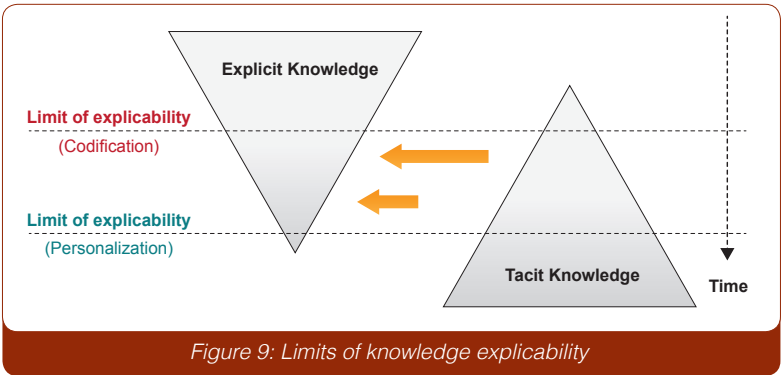 Explicit Knowledge
Limit of explicability
(Codification)
Limit of explicability
(Personalization)
Tacit Knowledge
Time
Figure 9: Limits of knowledge explicability